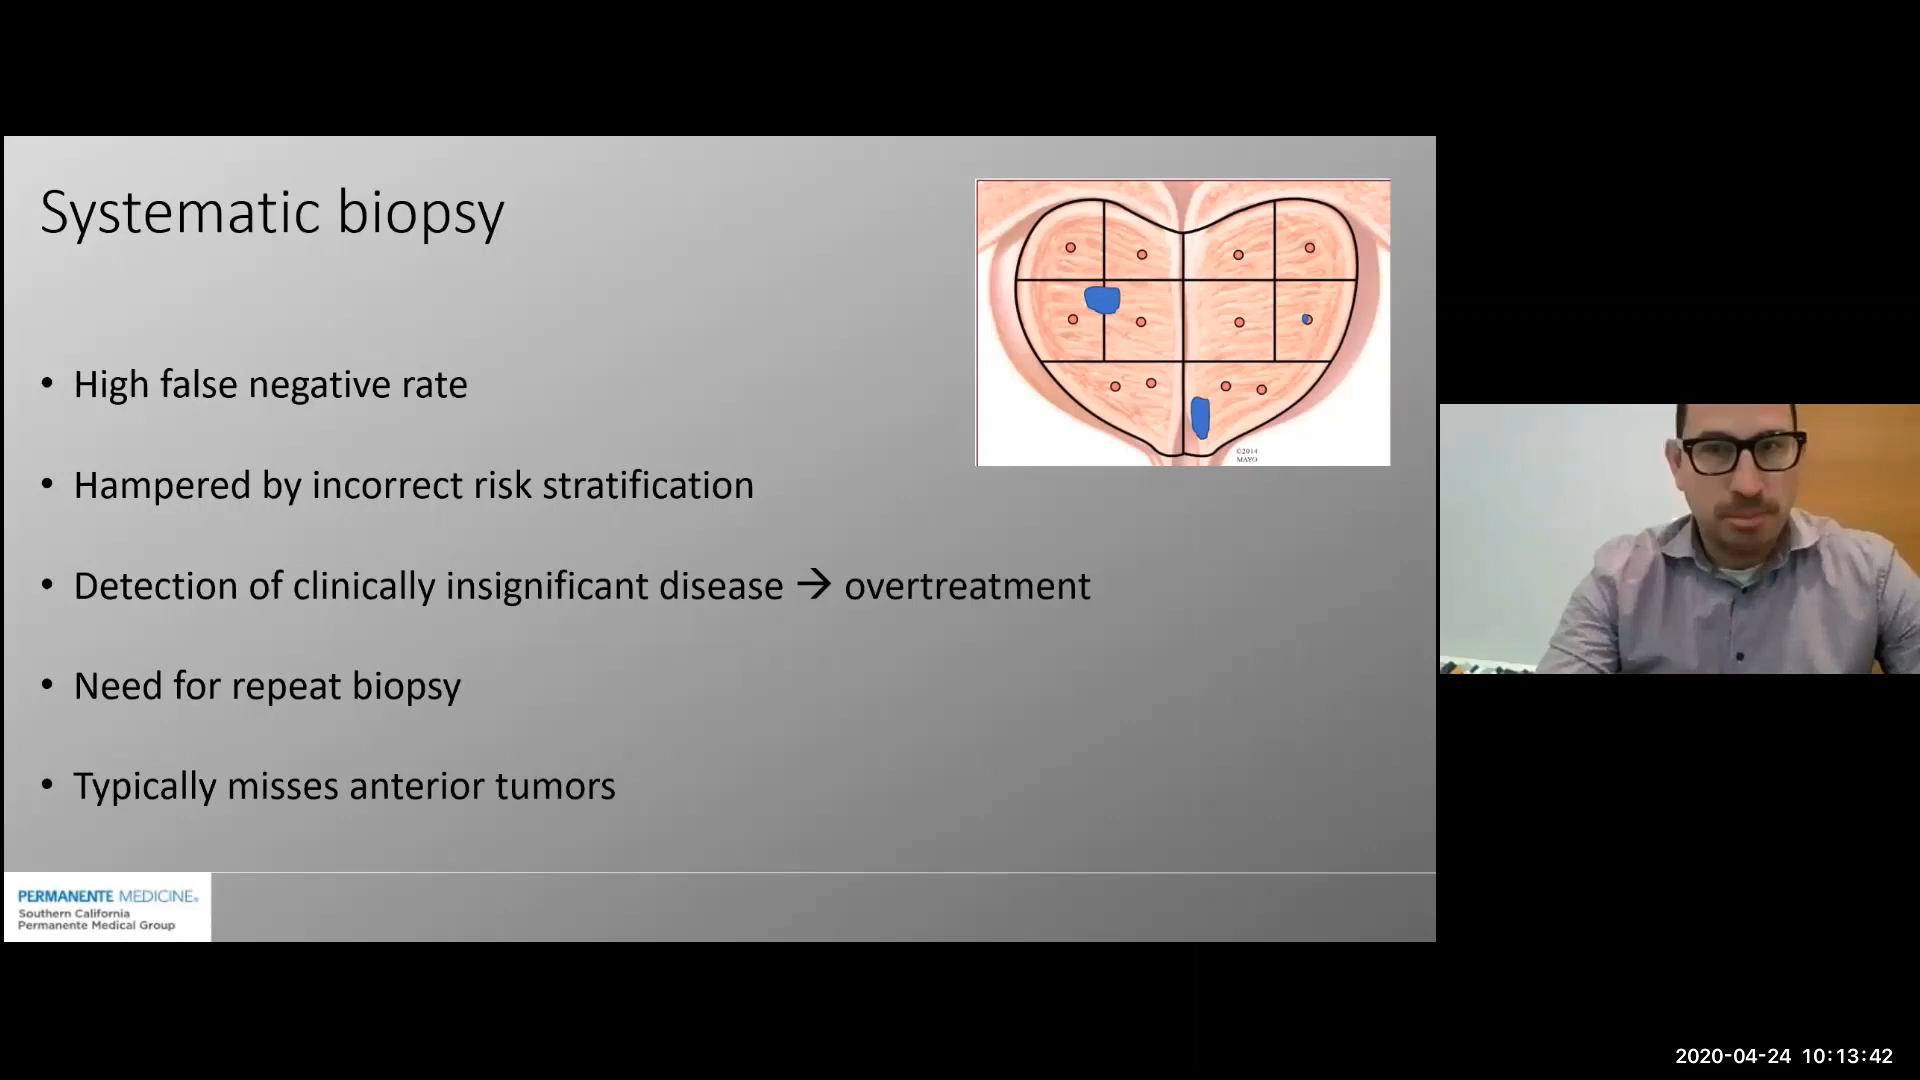 Systematic biopsy
©2014
MAYO
• High false negative rate
• Hampered by incorrect risk stratification
• Detection of clinically insignificant disease → overtreatment
• Need for repeat biopsy
• Typically misses anterior tumors
PERMANENTE MEDICINE®
Southern California
Permanente Medical Group
2020-04-24 10:13:42